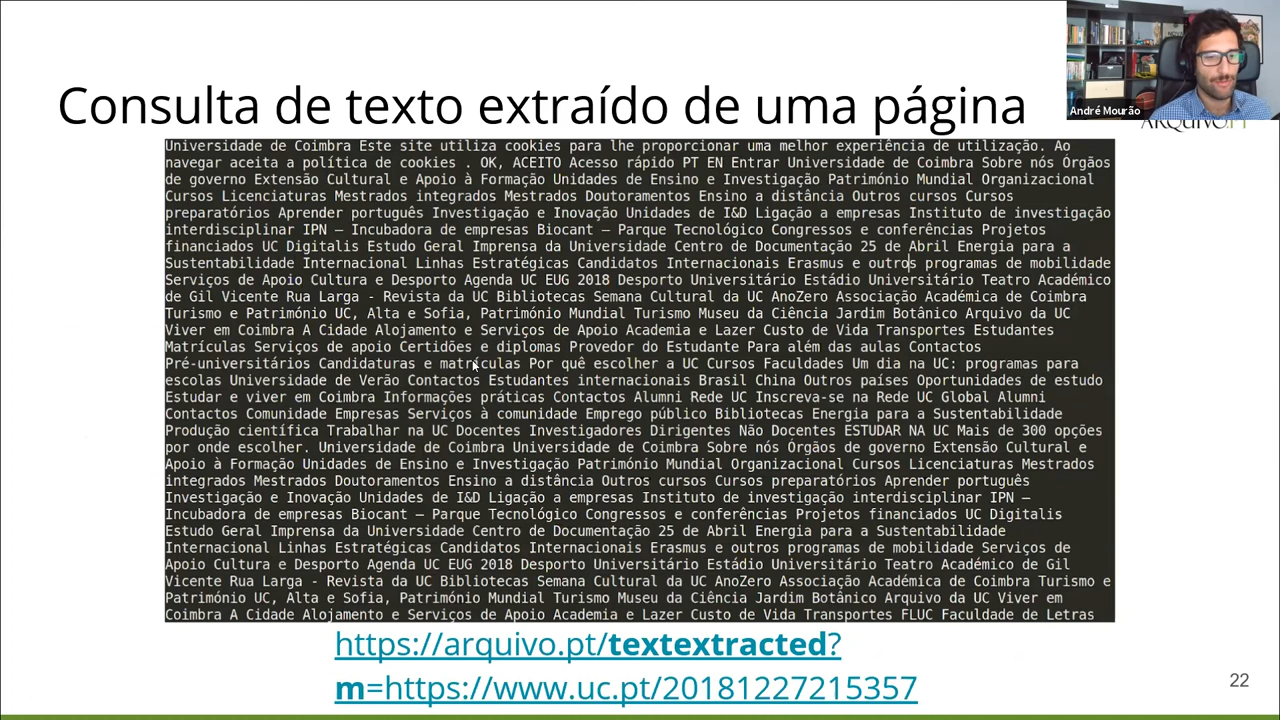 Consulta de texto extraído de uma página
André Mourão
ARQUIVO.PT
Universidade de Coimbra Este site utiliza cookies para lhe proporcionar uma melhor experiência de utilização. Ao
navegar aceita a política de cookies . OK, ACEITO Acesso rápido PT EN Entrar Universidade de Coimbra Sobre nós Órgãos
de governo Extensão Cultural e Apoio à Formação Unidades de Ensino e Investigação Património Mundial Organizacional
Cursos Licenciaturas Mestrados integrados Mestrados Doutoramentos Ensino a distância Outros cursos Cursos
preparatórios Aprender português Investigação e Inovação Unidades de I&D Ligação a empresas Instituto de investigação
interdisciplinar IPN – Incubadora de empresas Biocant – Parque Tecnológico Congressos e conferências Projetos
financiados UC Digitalis Estudo Geral Imprensa da Universidade Centro de Documentação 25 de Abril Energia para a
Sustentabilidade Internacional Linhas Estratégicas Candidatos Internacionais Erasmus e outros programas de mobilidade
Serviços de Apoio Cultura e Desporto Agenda UC EUG 2018 Desporto Universitário Estádio Universitário Teatro Académico
de Gil Vicente Rua Larga - Revista da UC Bibliotecas Semana Cultural da UC AnoZero Associação Académica de Coimbra
Turismo e Património UC, Alta e Sofia, Património Mundial Turismo Museu da Ciência Jardim Botânico Arquivo da UC
Viver em Coimbra A Cidade Alojamento e Serviços de Apoio Academia e Lazer Custo de Vida Transportes Estudantes
Matrículas Serviços de apoio Certidões e diplomas Provedor do Estudante Para além das aulas Contactos
Pré-universitários Candidaturas e matrículas Por quê escolher a UC Cursos Faculdades Um dia na UC: programas para
escolas Universidade de Verão Contactos Estudantes internacionais Brasil China Outros países Oportunidades de estudo
Estudar e viver em Coimbra Informações práticas Contactos Alumni Rede UC Inscreva-se na Rede UC Global Alumni
Contactos Comunidade Empresas Serviços à comunidade Emprego público Bibliotecas Energia para a Sustentabilidade
Produção científica Trabalhar na UC Docentes Investigadores Dirigentes Não Docentes ESTUDAR NA UC Mais de 300 opções
por onde escolher. Universidade de Coimbra Universidade de Coimbra Sobre nós Órgãos de governo Extensão Cultural e
Apoio à Formação Unidades de Ensino e Investigação Património Mundial Organizacional Cursos Licenciaturas Mestrados
integrados Mestrados Doutoramentos Ensino a distância Outros cursos Cursos preparatórios Aprender português
Investigação e Inovação Unidades de I&D Ligação a empresas Instituto de investigação interdisciplinar IPN –
Incubadora de empresas Biocant – Parque Tecnológico Congressos e conferências Projetos financiados UC Digitalis
Estudo Geral Imprensa da Universidade Centro de Documentação 25 de Abril Energia para a Sustentabilidade
Internacional Linhas Estratégicas Candidatos Internacionais Erasmus e outros programas de mobilidade Serviços de
Apoio Cultura e Desporto Agenda UC EUG 2018 Desporto Universitário Estádio Universitário Teatro Académico de Gil
Vicente Rua Larga - Revista da UC Bibliotecas Semana Cultural da UC AnoZero Associação Académica de Coimbra Turismo e
Património UC, Alta e Sofia, Património Mundial Turismo Museu da Ciência Jardim Botânico Arquivo da UC Viver em
Coimbra A Cidade Alojamento e Serviços de Apoio Academia e Lazer Custo de Vida Transportes FLUC Faculdade de Letras
https://arquivo.pt/textextracted?
m=https://www.uc.pt/20181227215357
22